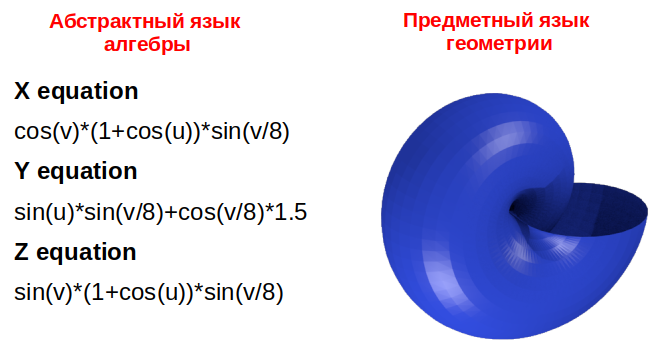 Абстрактный язык
алгебры
Предметный язык
геометрии
X equation
cos(v)*(1+cos(u))*sin(v/8)
Y equation
sin(u)*sin(v/8)+cos(v/8)*1.5
Z equation
sin(v)*(1+cos(u))*sin(v/8)